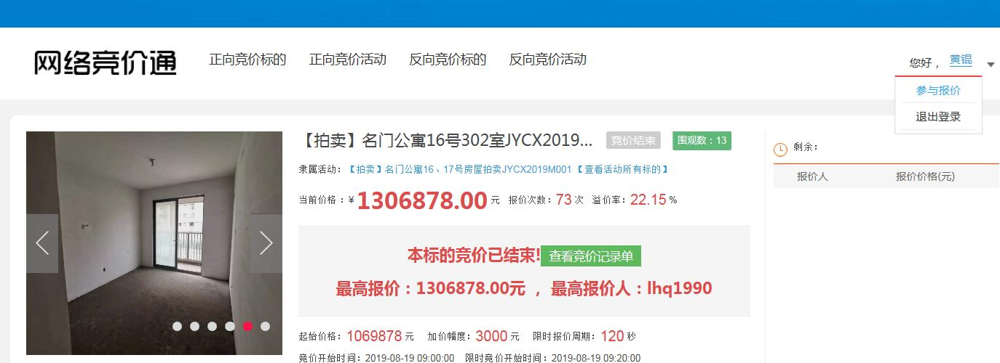 网络竞价通 正向竞价标的 正向竞价活动 反向竞价标的 反向竞价活动 您好， 黄锟
参与报价
退出登录
【拍卖】名门公寓16号302室JYCX2019... 竞价结束 围观数：13
隶属活动：【拍卖】名门公寓16、17号房屋拍卖JYCX2019M001【查看活动所有标的】
当前价格：¥1306878.00 元 报价次数：73 次 溢价率：22.15 %
本标的竞价已结束!查看竞价记录单
最高报价：1306878.00元 ，最高报价人：lhq1990
起始价格：1069878 元 加价幅度：3000 元 限时报价周期：120 秒
竞价开始时间：2019-08-19 09:00:00 限时竞价开始时间：2019-08-19 09:20:00
剩余：
报价人 报价价格(元)